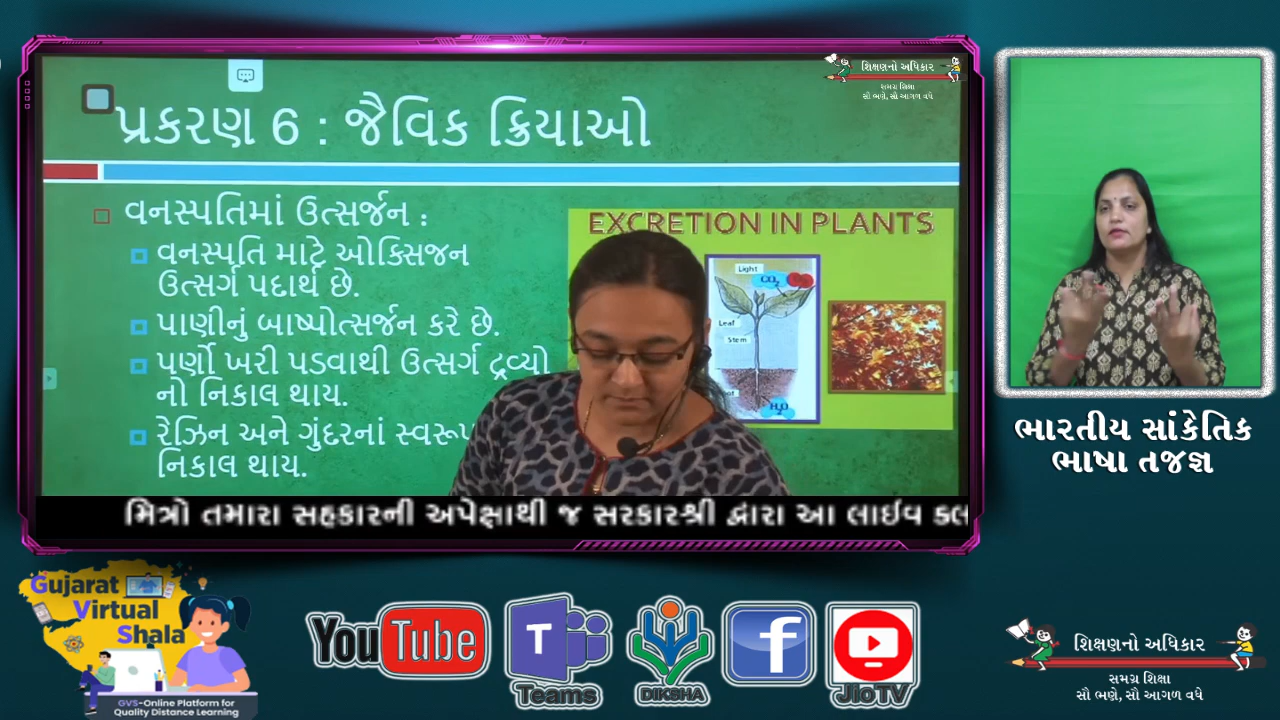 શિક્ષણનો અધિકાર
સમગ્ર શિક્ષા
સૌ ભણે, સૌ આગળ વધે
પ્રકરણ 6 : જૈવિક ક્રિયાઓ
વનસ્પતિમાં ઉત્સર્જન :
વનસ્પતિ માટે ઓક્સિજન
ઉત્સર્ગ પદાર્થ છે.
પાણીનું બાષ્પોત્સર્જન કરે છે.
પર્ણો ખરી પડવાથી ઉત્સર્ગ દ્રવ્યો
નો નિકાલ થાય.
રેઝિન અને ગુંદરનાં
નિકાલ થાય.
EXCRETION IN PLANTS
Light
CO₂
Leaf
Stem
H₂O
મિત્રો તમારા સહકારની અપેક્ષાથી જ સરકારશ્રી દ્વારા આ લાઈવ
ભારતીય સાંકેતિક
ભાષા તજજ્ઞ
Gujarat
Virtual
Shala
GVS-Online Platform for
Quality Distance Learning
YouTube
T
Teams
DIKSHA
f
JioTV
શિક્ષણનો અધિકાર
સમગ્ર શિક્ષા
સૌ ભણે, સૌ આગળ વધે